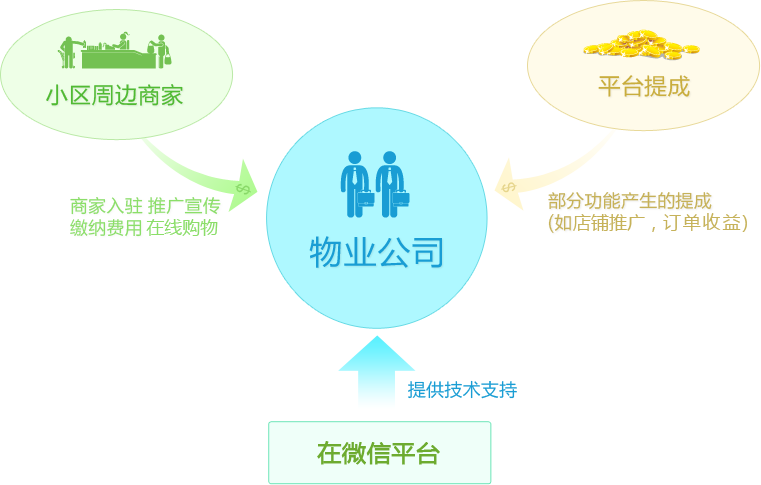 小区周边商家
平台提成
商家入驻 推广宣传
缴纳费用 在线购物
$
$
部分功能产生的提成
(如店铺推广，订单收益)
物业公司
提供技术支持
在微信平台